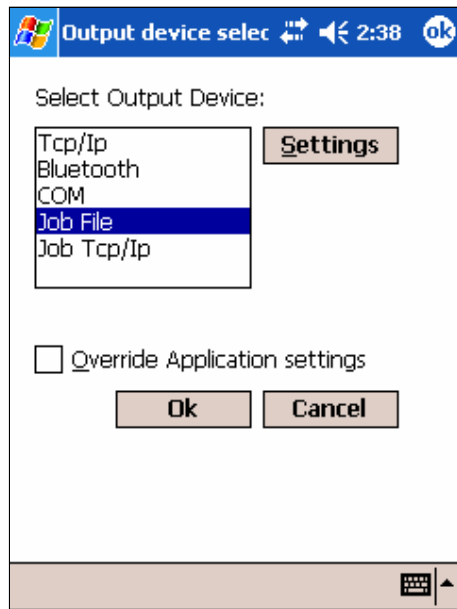 Output device selec 2:38 ok
Select Output Device:
Tcp/Ip
Settings
Bluetooth
COM
Job File
Job Tcp/Ip
Override Application settings
Ok Cancel